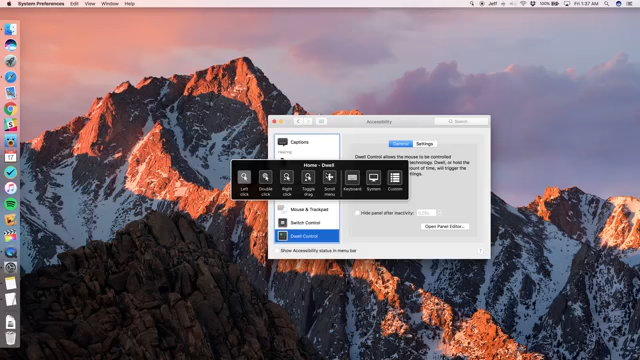 System Preferences Edit View Window Help
Jeff
Fri 1:37 AM
Accessibility
Search
Captions
General Settings
Dwell Control allows the mouse to be controlled
technology. Dwell, or hold the
ount of time, will trigger the
ettings.
Home - Dwell
Left click
Double click
Right click
Toggle drag
Scroll menu
Keyboard
System
Custom
Mouse & Trackpad
Switch Control
Dwell Control
Hide panel after inactivity:
Open Panel Editor...
Show Accessibility status in menu bar
17